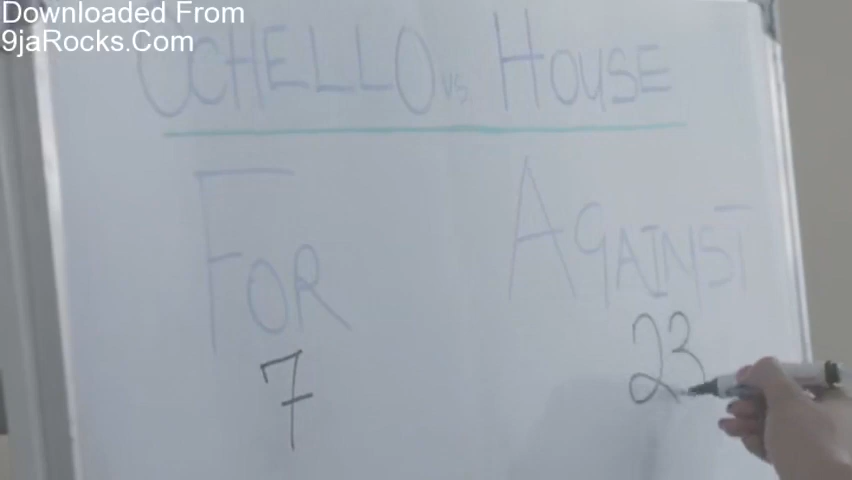 Downloaded From
9jaRocks.Com
OCHELLO vs HOUSE
FOR AGAINST
7 23